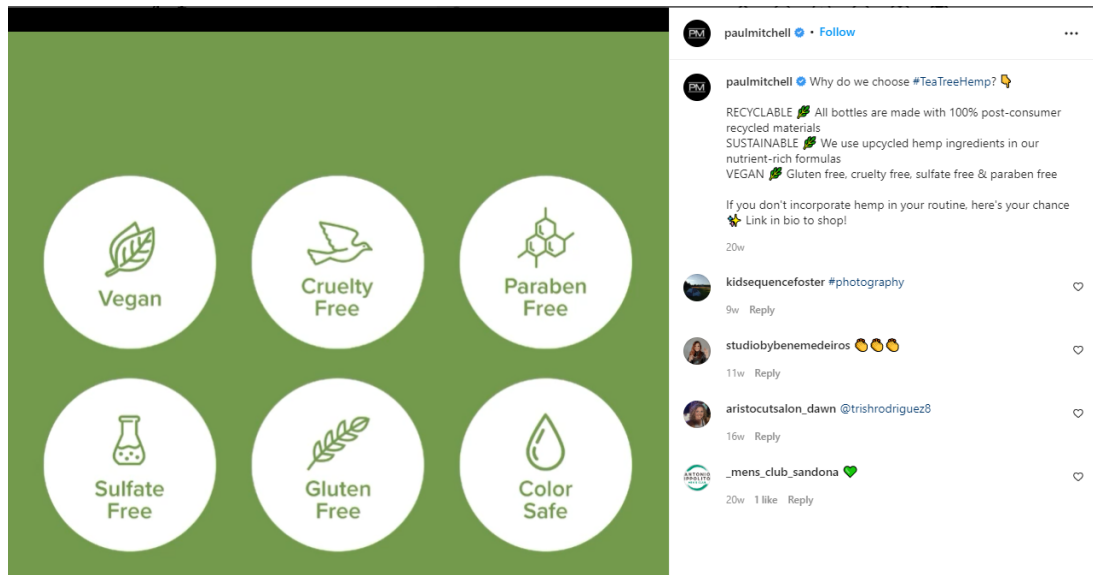 Vegan
Cruelty
Free
Paraben
Free
Sulfate
Free
Gluten
Free
Color
Safe
PM
paulmitchell • Follow
PM
paulmitchell Why do we choose #TeaTreeHemp? 👇
RECYCLABLE 🌿 All bottles are made with 100% post-consumer
recycled materials
SUSTAINABLE 🌿 We use upcycled hemp ingredients in our
nutrient-rich formulas
VEGAN 🌿 Gluten free, cruelty free, sulfate free & paraben free
If you don't incorporate hemp in your routine, here's your chance
✨ Link in bio to shop!
20w
kidsequencefoster #photography
9w Reply
studiobybenemedeiros 👏👏👏
11w Reply
aristocutsalon_dawn @trishrodriguez8
16w Reply
ANTONIO
IPPOLITO
_mens_club_sandona 💚
20w 1 like Reply